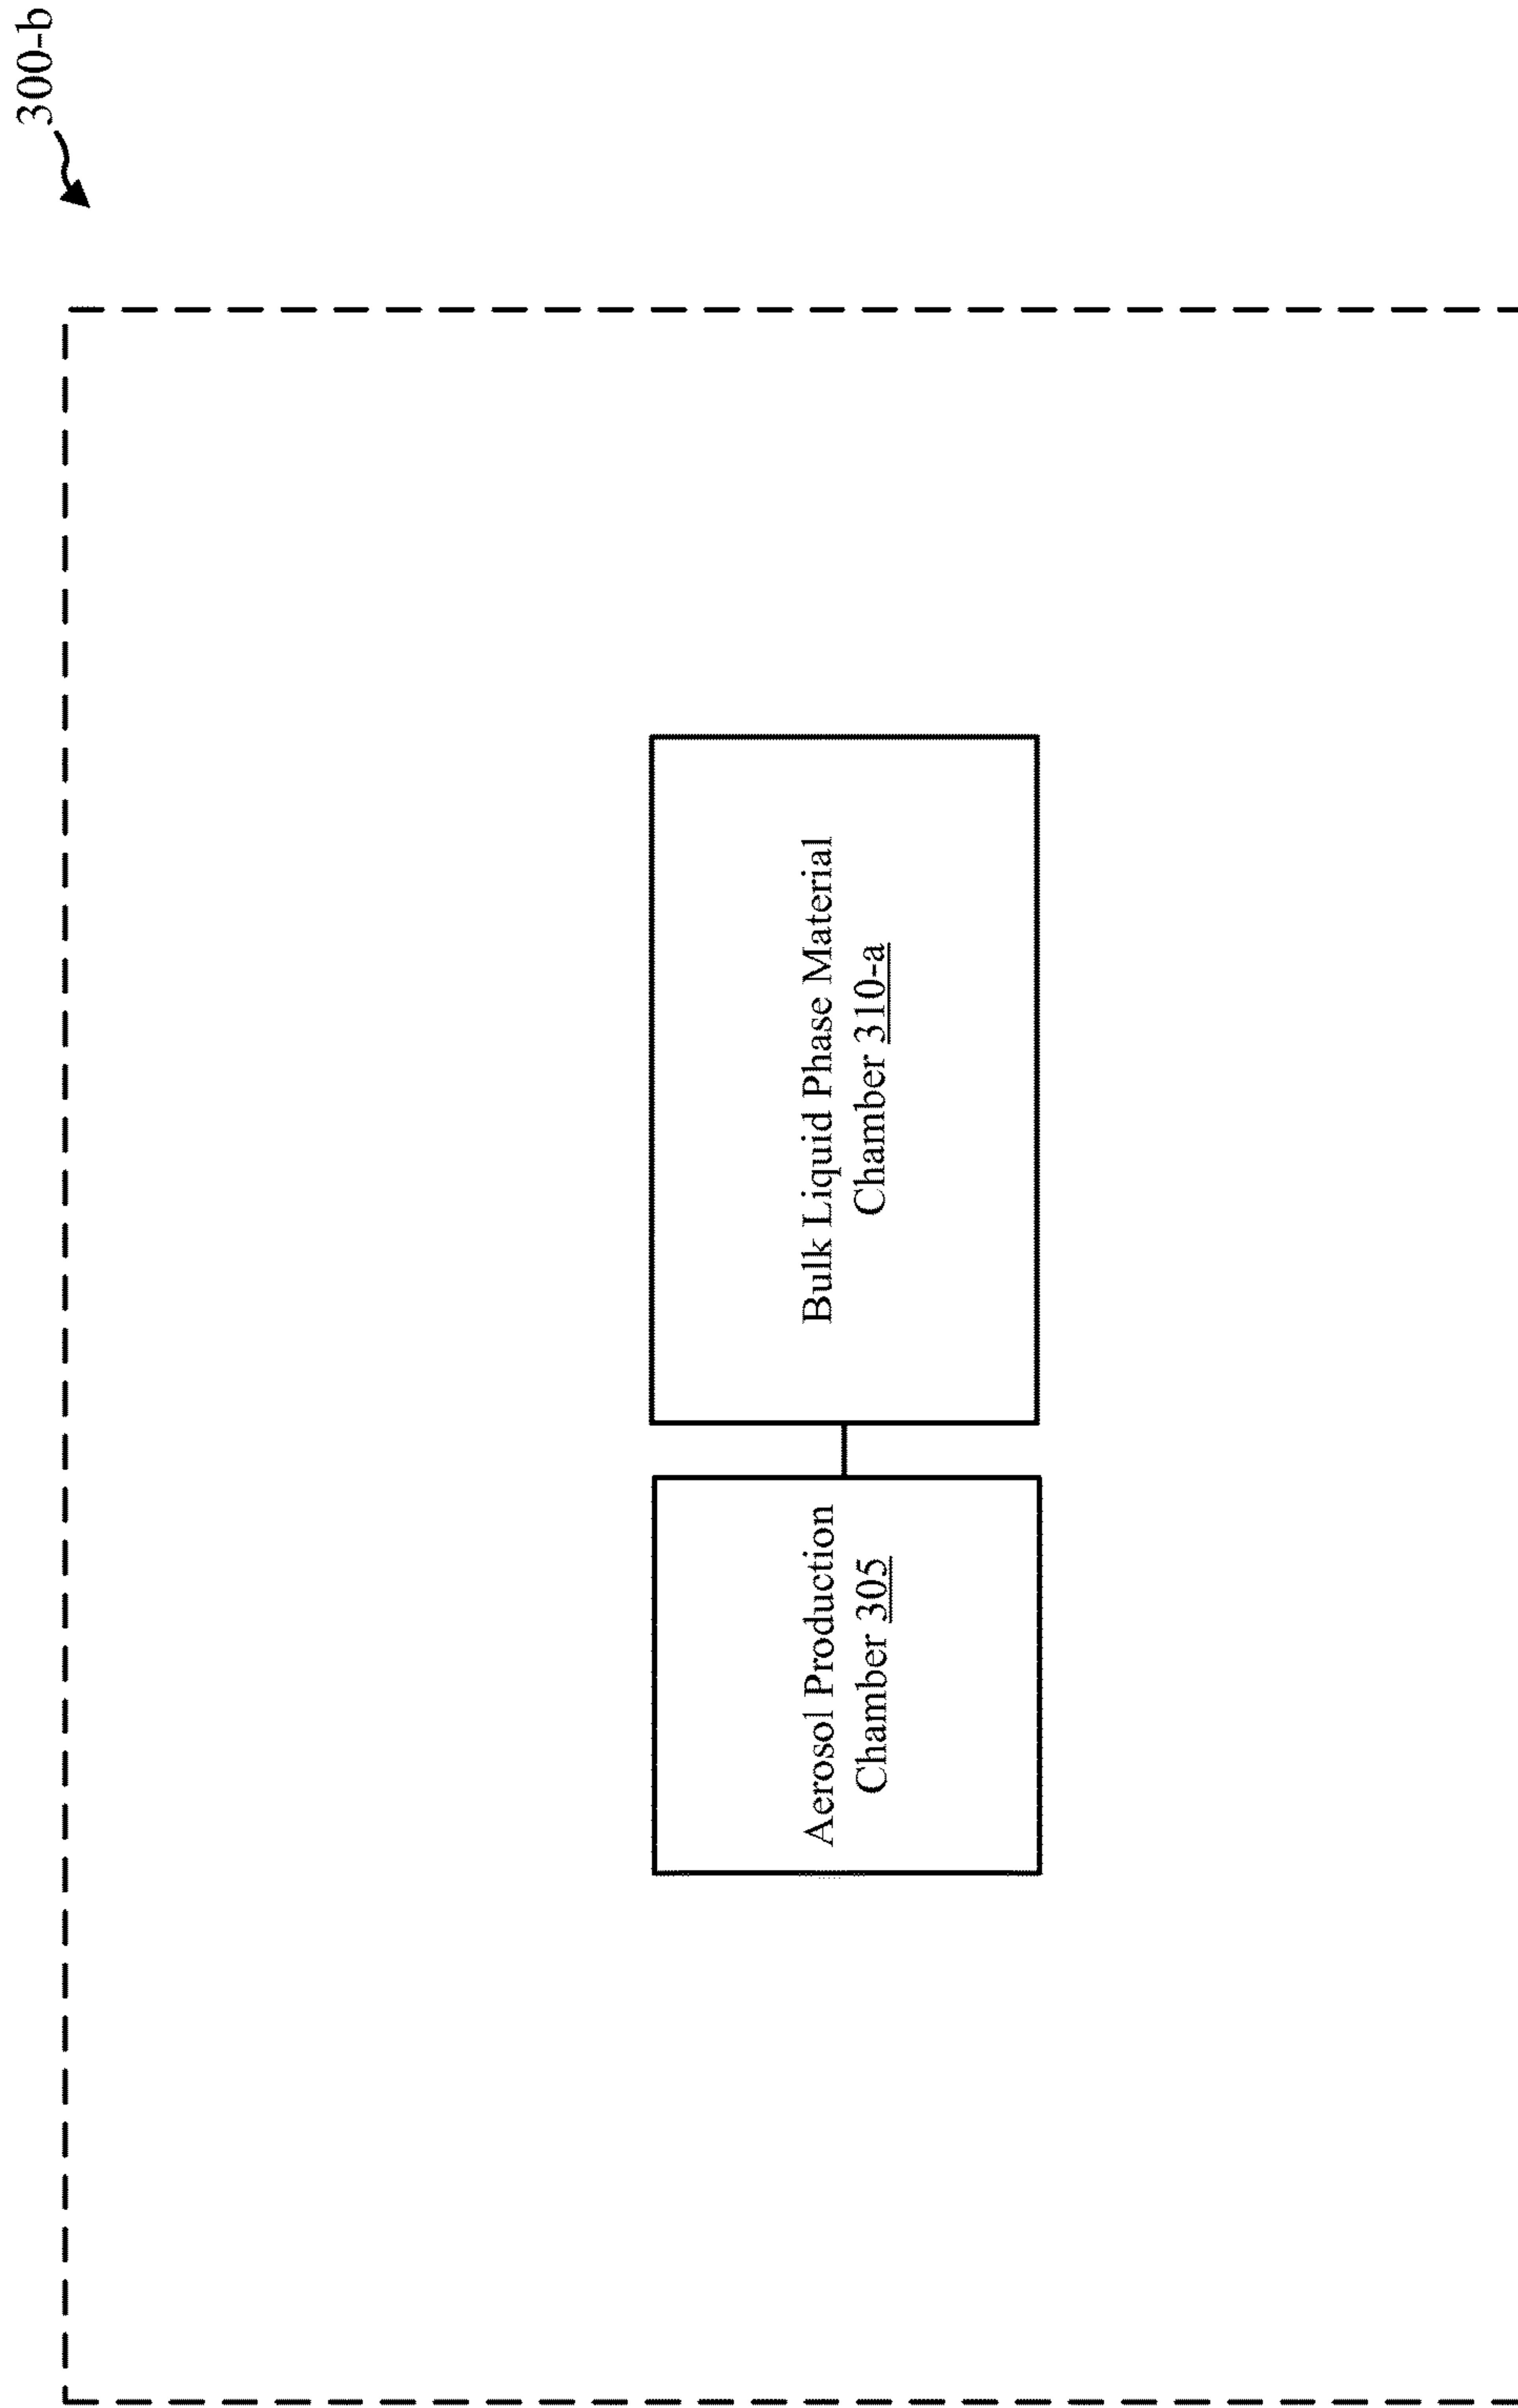 300-b
Aerosol Production
Chamber 305
Bulk Liquid Phase Material
Chamber 310-a